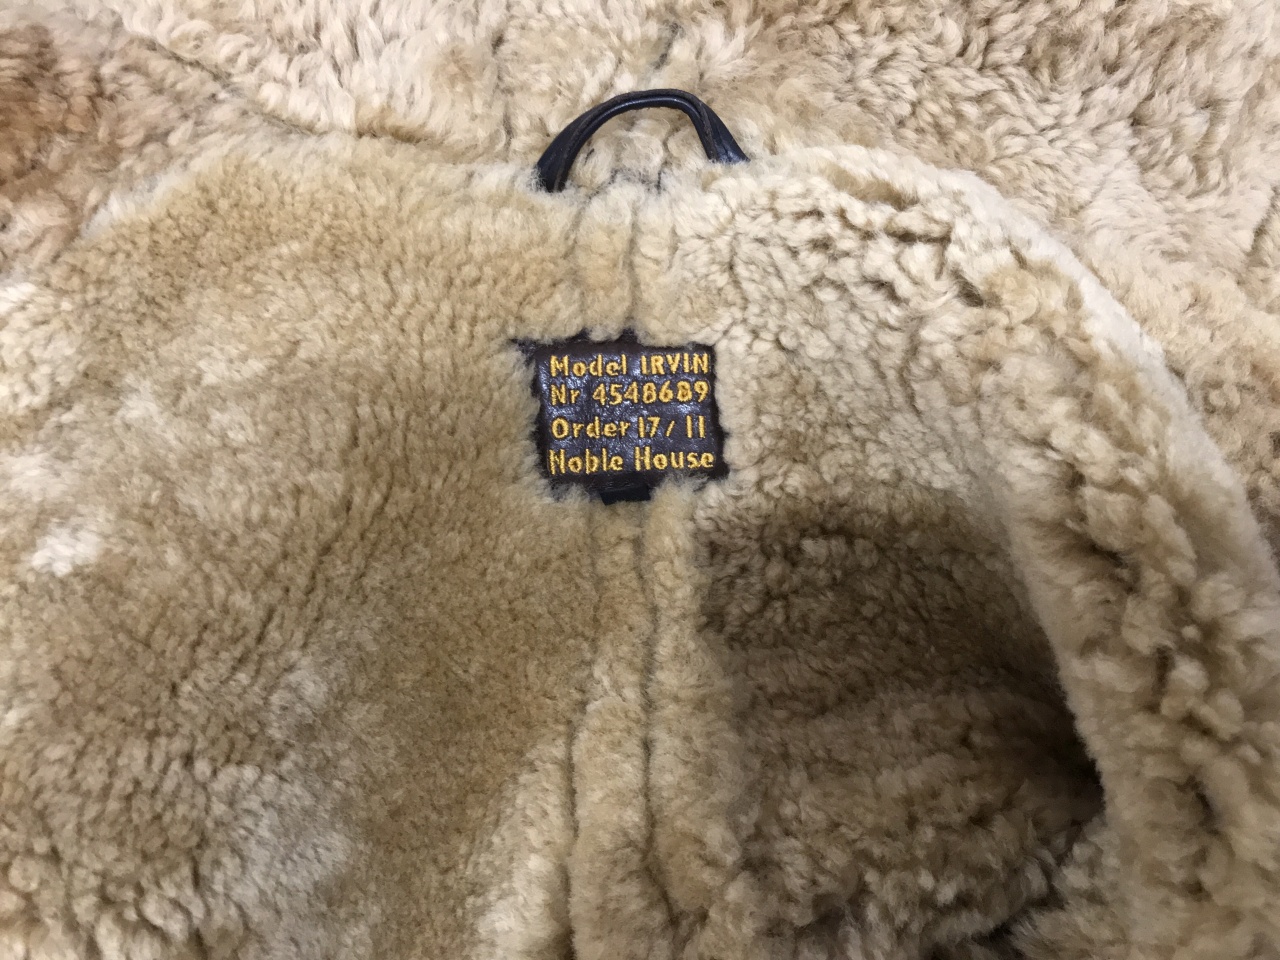 Model IRVIN
Nr 4548689
Order 17/11
Noble House